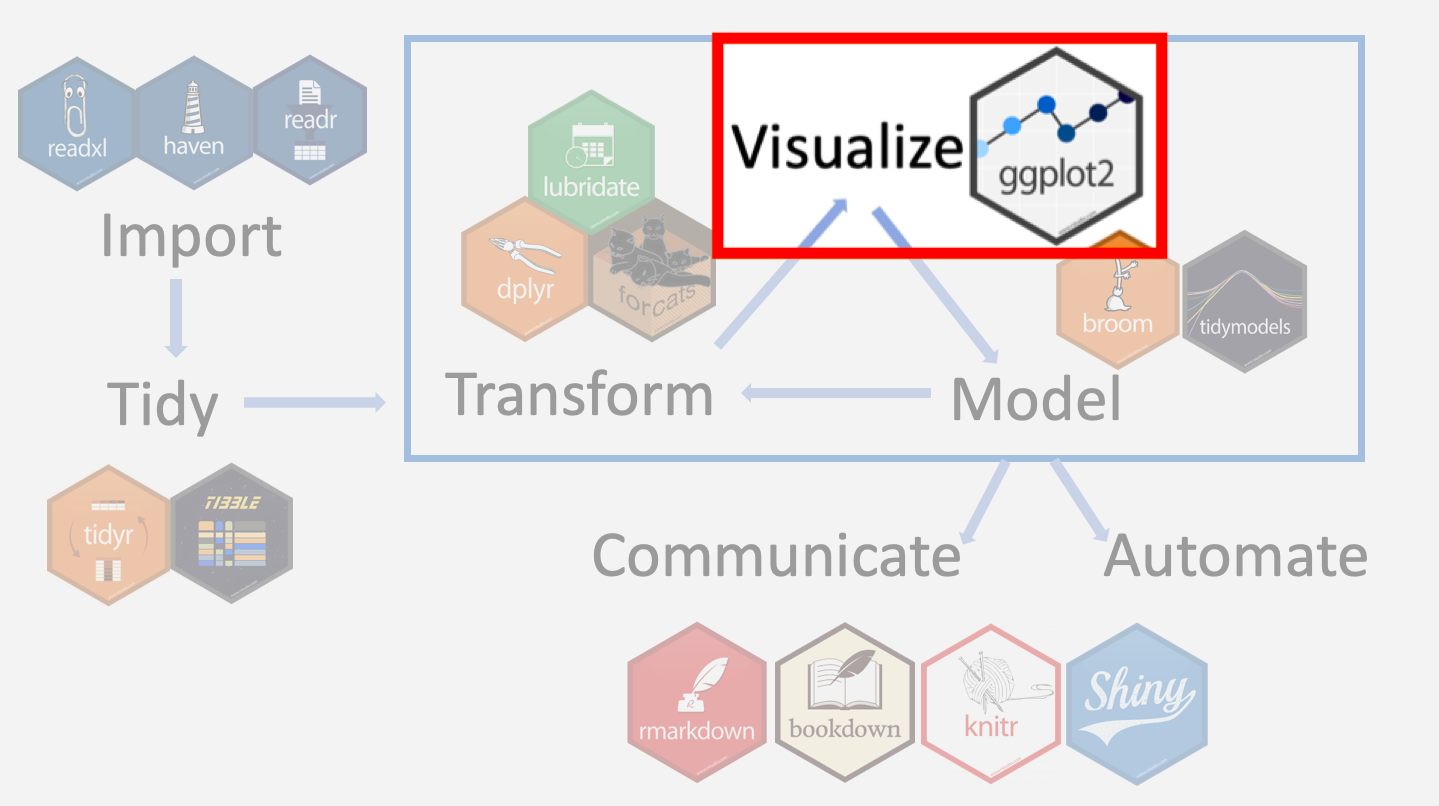 readxl
haven
readr
Import
Tidy
tidyr
TIBBLE
lubridate
dplyr
forcats
Visualize
ggplot2
broom
tidymodels
Transform
Model
Communicate
Automate
rmarkdown
bookdown
knitr
Shiny